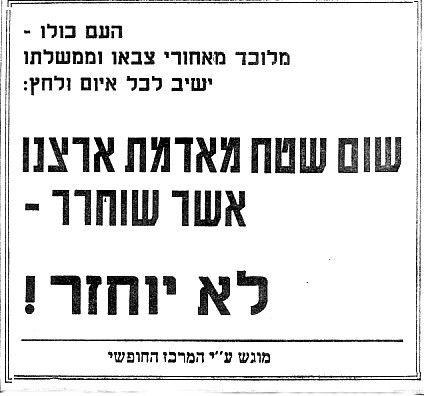 העם כולו -
מלוכד מאחורי צבאו וממשלתו
ישיב לכל איום ולחץ:
שום שטח מאדמת ארצנו
אשר שוחרר -
לא יוחזר!
מוגש ע״י המרכז החופשי